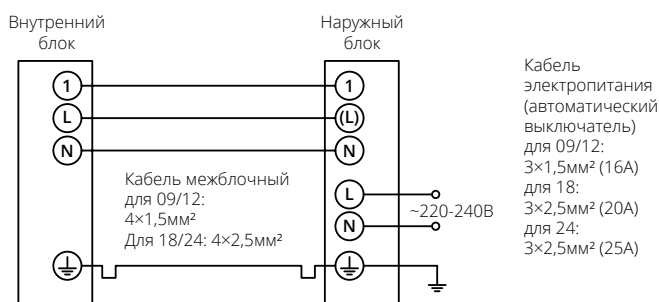 Внутренний
блок
Наружный
блок
1
1
L
(L)
N
N
Кабель межблочный
для 09/12:
4×1,5мм²
Для 18/24: 4×2,5мм²
L
N
~220-240В
Кабель
электропитания
(автоматический
выключатель)
для 09/12:
3×1,5мм² (16А)
для 18:
3×2,5мм² (20А)
для 24:
3×2,5мм² (25А)